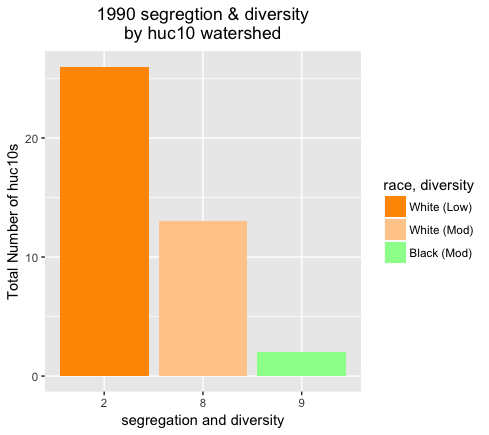 1990 segregtion & diversity
by huc10 watershed
Total Number of huc10s
20
10
0
2 8 9
segregation and diversity
race, diversity
White (Low)
White (Mod)
Black (Mod)